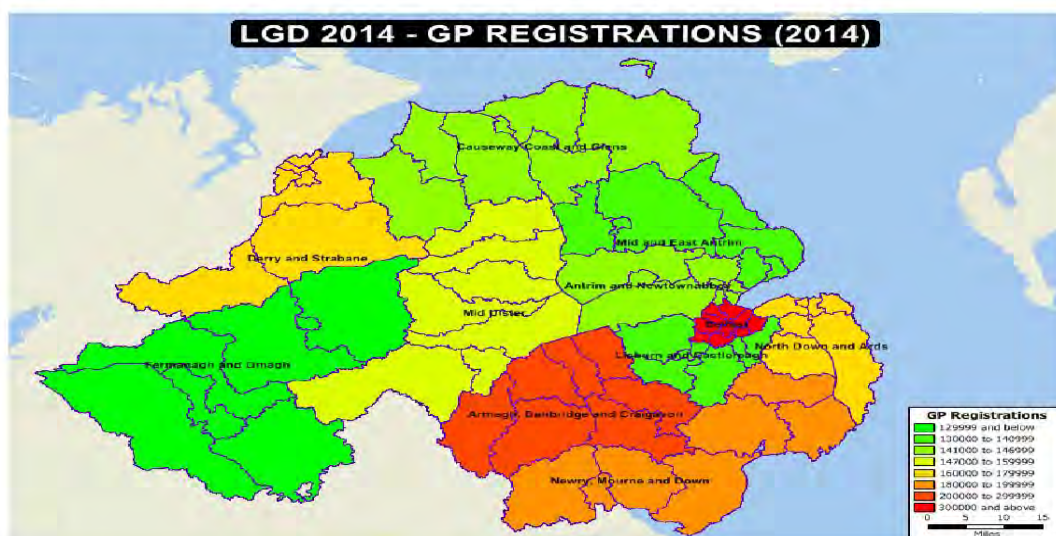 LGD 2014 - GP REGISTRATIONS (2014)
Causeway Coast and Glens
Mid and East Antrim
Derry and Strabane
Antrim and Newtownabbey
Mid Ulster
Belfast
Fermanagh and Omagh
Lisburn and Castlereagh
North Down and Ards
Armagh, Banbridge and Craigavon
Newry, Mourne and Down
GP Registrations
129999 and below
130000 to 140999
141000 to 146999
147000 to 159999
160000 to 179999
180000 to 199999
200000 to 299999
300000 and above
0 5 10 15
Miles